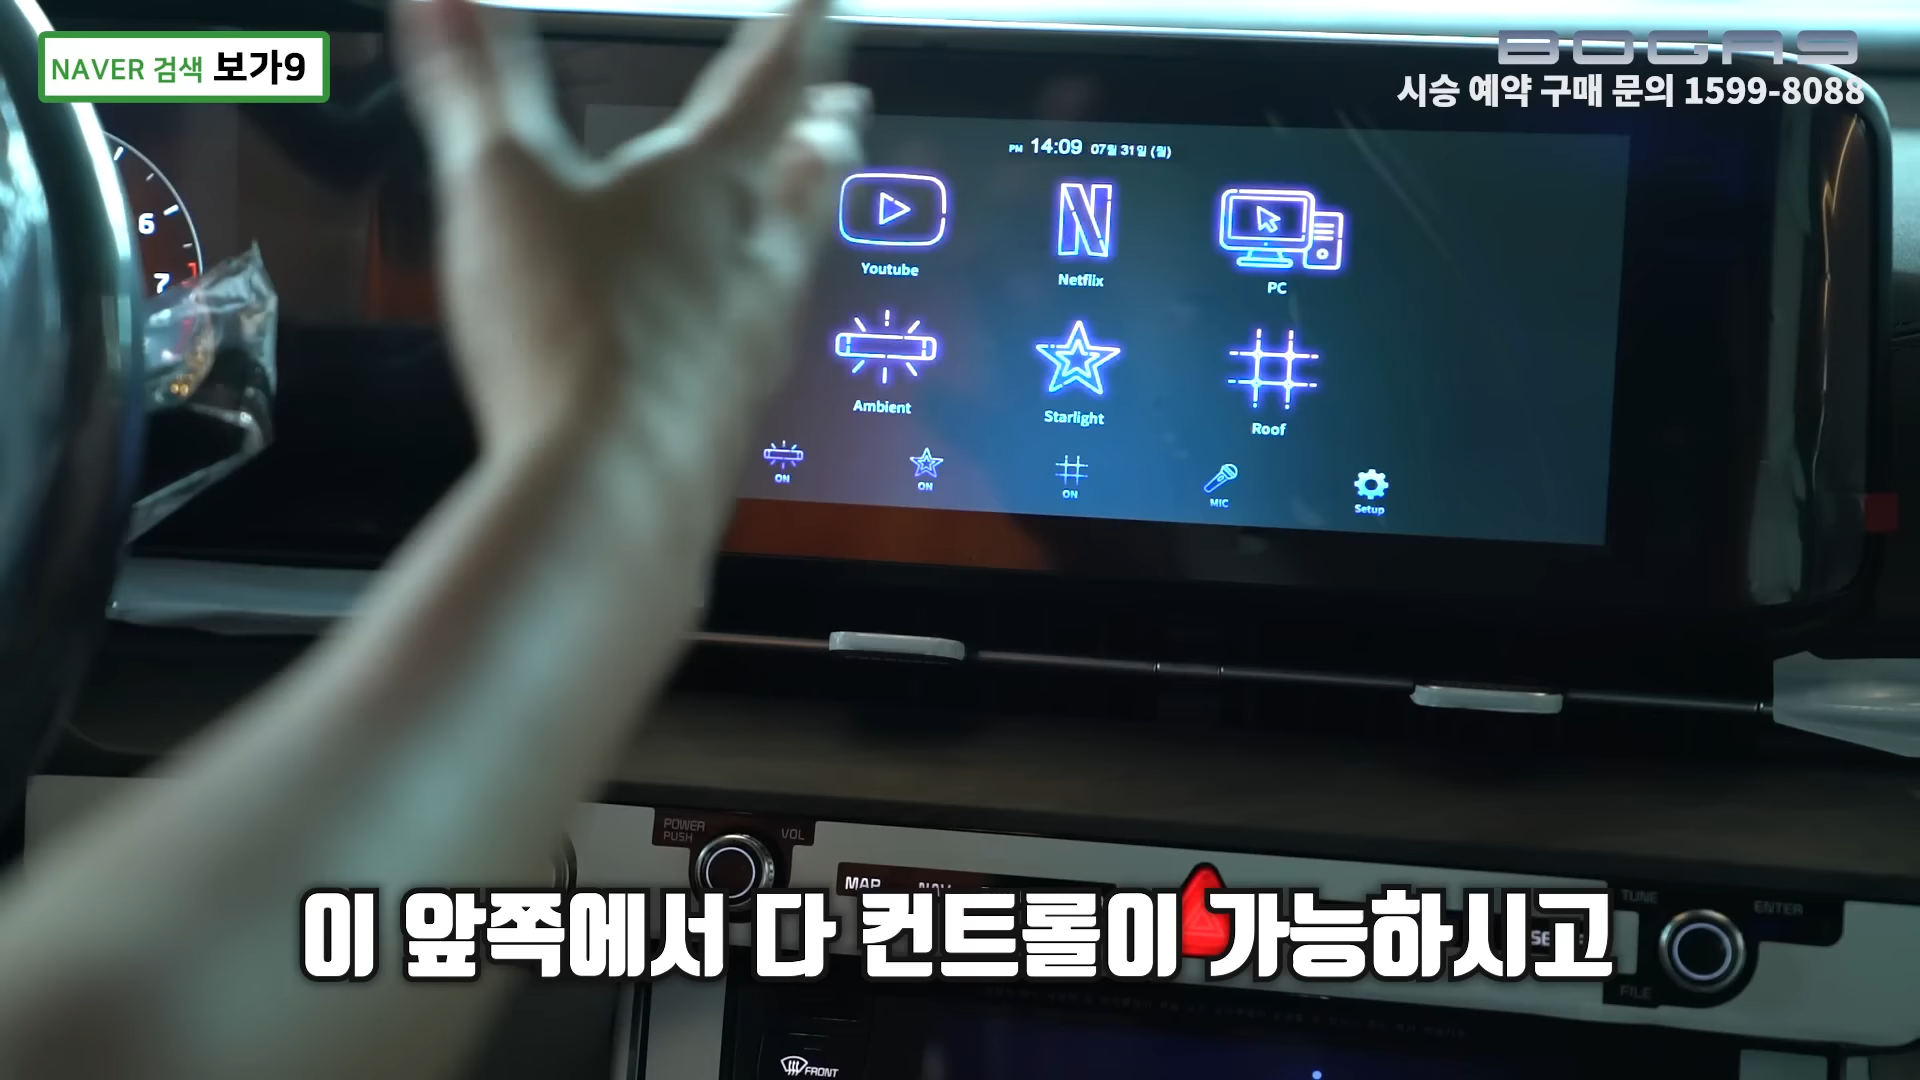 NAVER 검색 보가9
BOGA9
시승 예약 구매 문의 1599-8088
PM 14:09 07월 31일 (월)
6
7
Youtube
Netflix
PC
Ambient
Starlight
Roof
ON
ON
ON
MIC
Setup
POWER
PUSH
VOL
MAP
TUNE
ENTER
FILE
이 앞쪽에서 다 컨트롤이 가능하시고
FRONT